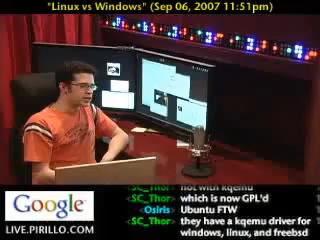 "Linux vs Windows" (Sep 06, 2007 11:51pm)
<SC_Thor> not with kqemu
<SC_Thor> which is now GPL'd
Osiris Ubuntu FTW
<SC_Thor> they have a kqemu driver for
windows, linux, and freebsd
Google
LIVE.PIRILLO.COM